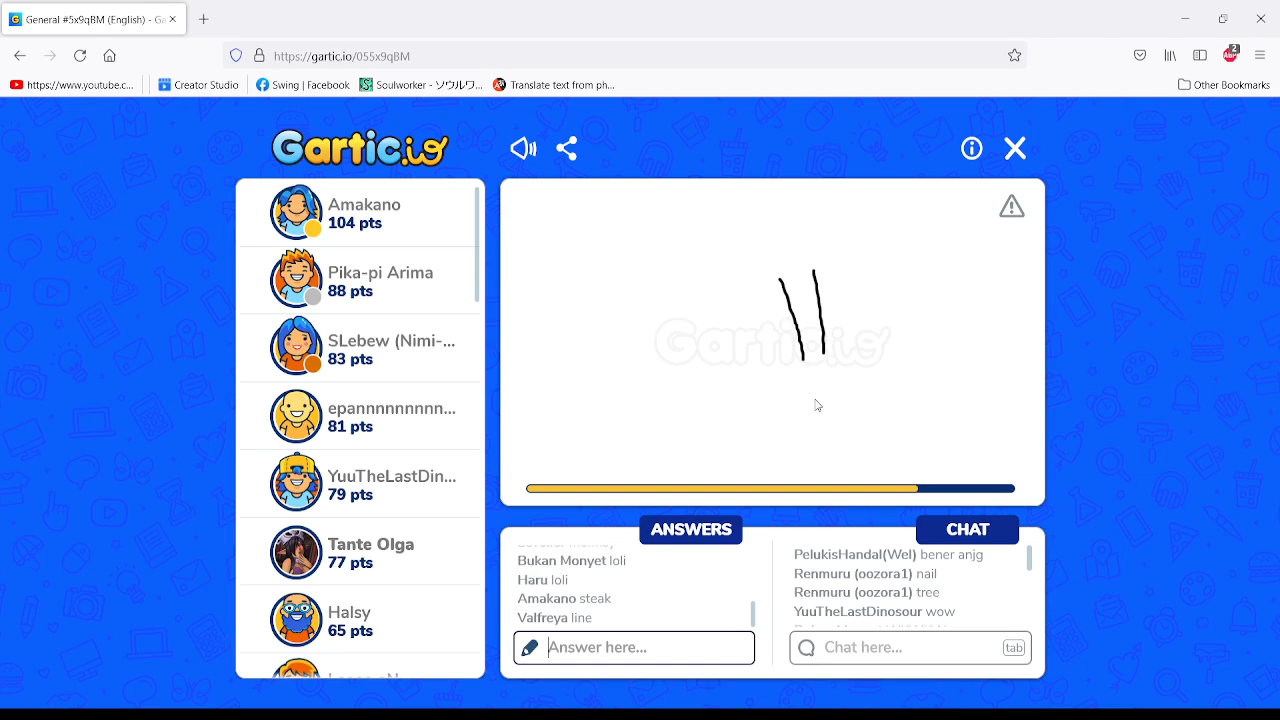 General #5x9qBM (English) - Ga
https://gartic.io/055x9qBM
2
https://www.youtube.c...
Creator Studio
Swing | Facebook
Soulworker - ソウルワ...
Translate text from ph...
Other Bookmarks
Gartic.io
Amakano
104 pts
Pika-pi Arima
88 pts
SLebew (Nimi-...
83 pts
epannnnnnnnn...
81 pts
YuuTheLastDin...
79 pts
Tante Olga
77 pts
Halsy
65 pts
Gartic.io
ANSWERS
Bukan Monyet loli
Haru loli
Amakano steak
Valfreya line
Answer here...
CHAT
PelukisHandal(Wel) bener anjg
Renmuru (oozora1) nail
Renmuru (oozora1) tree
YuuTheLastDinosour wow
Chat here...
tab